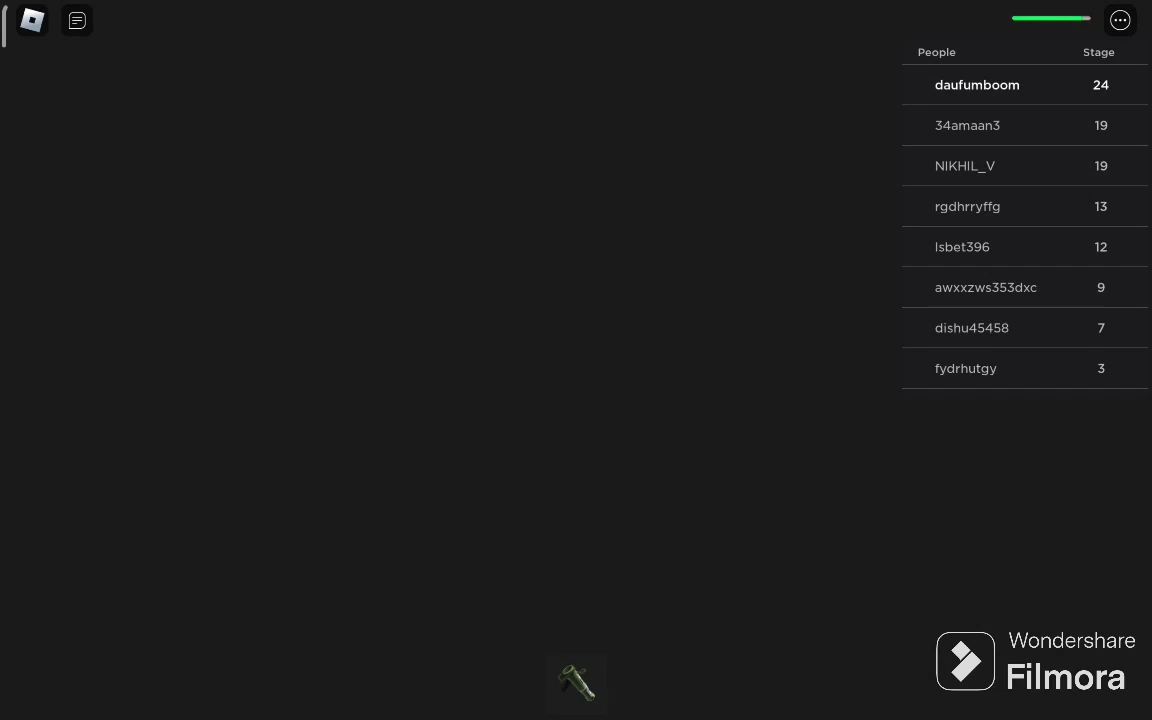 People Stage
daufumboom 24
34amaan3 19
NIKHIL_V 19
rgdhrryffg 13
lsbet396 12
awxxzws353dxc 9
dishu45458 7
fydrhutgy 3
Wondershare
Filmora